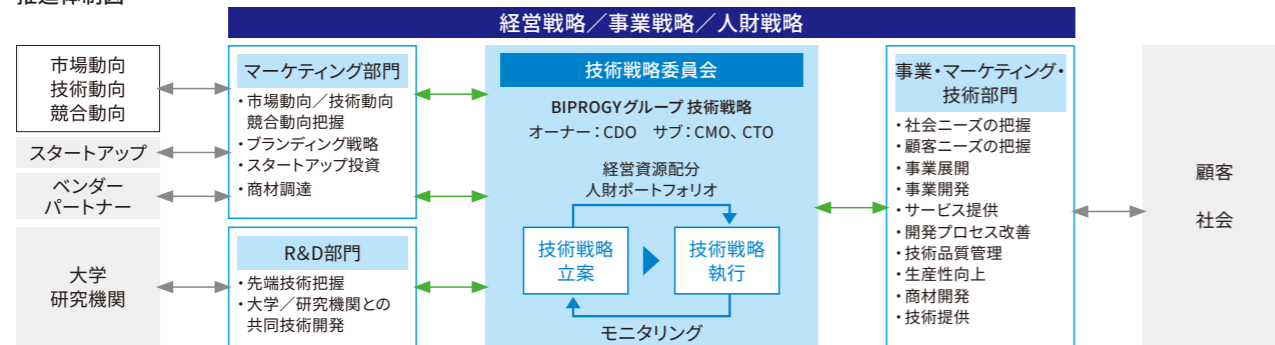 推進体制図
経営戦略／事業戦略／人財戦略
市場動向
技術動向
競合動向
スタートアップ
ベンダー
パートナー
大学
研究機関
マーケティング部門
・市場動向／技術動向
競合動向把握
・ブランディング戦略
・スタートアップ投資
・商材調達
R&D部門
・先端技術把握
・大学／研究機関との
共同技術開発
技術戦略委員会
BIPROGYグループ 技術戦略
オーナー：CDO　サブ：CMO、CTO
経営資源配分
人財ポートフォリオ
技術戦略
立案
技術戦略
執行
モニタリング
事業・マーケティング・
技術部門
・社会ニーズの把握
・顧客ニーズの把握
・事業展開
・事業開発
・サービス提供
・開発プロセス改善
・技術品質管理
・生産性向上
・商材開発
・技術提供
顧客
社会